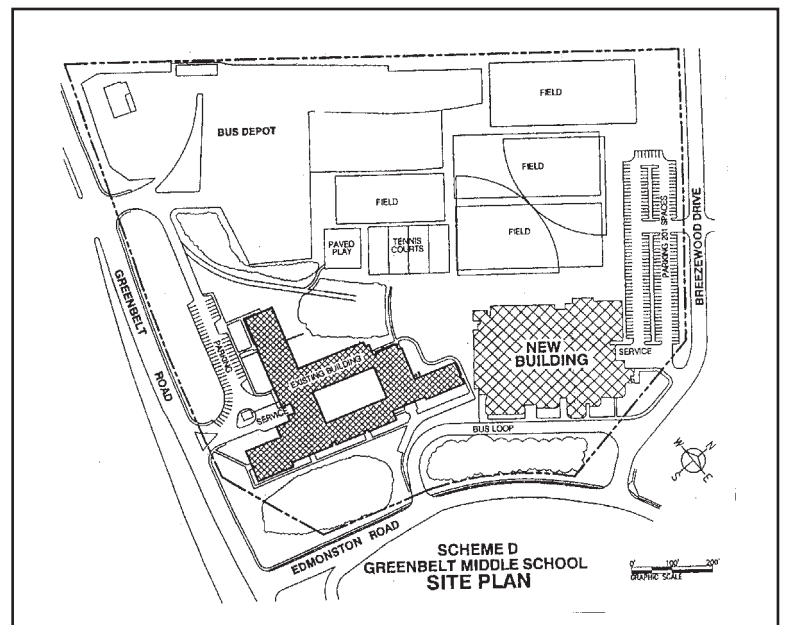 BUS DEPOT
FIELD
FIELD
FIELD
FIELD
PAVED
PLAY
TENNIS
COURTS
PARKING 201 SPACES
BREEZEWOOD DRIVE
GREENBELT
ROAD
PARKING
EXISTING BUILDING
SERVICE
NEW
BUILDING
SERVICE
BUS LOOP
EDMONSTON ROAD
W
N
S
E
SCHEME D
GREENBELT MIDDLE SCHOOL
SITE PLAN
0' 100' 200'
GRAPHIC SCALE